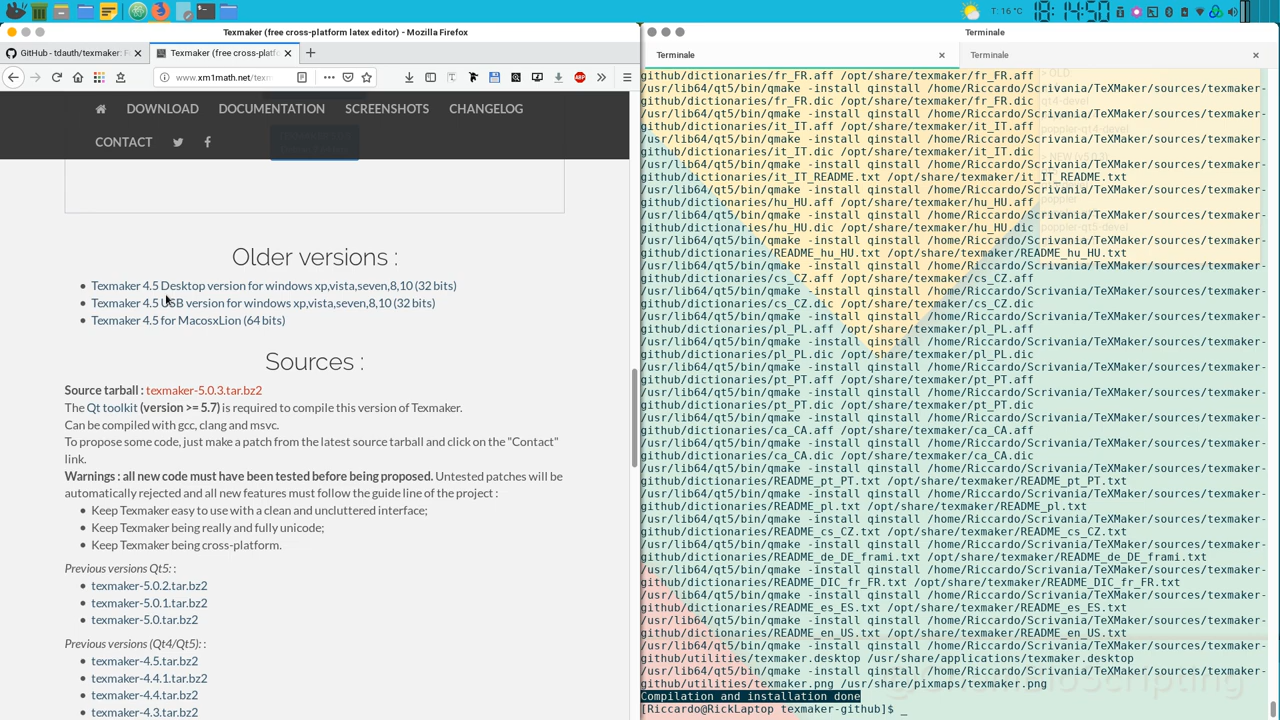 T: 16 °C
18:14:50
Texmaker (free cross-platform latex editor) - Mozilla Firefox
GitHub - tdauth/texmaker: F
Texmaker (free cross-platfo
www.xm1math.net/texm
DOWNLOAD
DOCUMENTATION
SCREENSHOTS
CHANGELOG
CONTACT
Older versions :
Texmaker 4.5 Desktop version for windows xp,vista,seven,8,10 (32 bits)
Texmaker 4.5 USB version for windows xp,vista,seven,8,10 (32 bits)
Texmaker 4.5 for MacosxLion (64 bits)
Sources :
Source tarball : texmaker-5.0.3.tar.bz2
The Qt toolkit (version >= 5.7) is required to compile this version of Texmaker.
Can be compiled with gcc, clang and msvc.
To propose some code, just make a patch from the latest source tarball and click on the "Contact"
link.
Warnings : all new code must have been tested before being proposed. Untested patches will be
automatically rejected and all new features must follow the guide line of the project :
Keep Texmaker easy to use with a clean and uncluttered interface;
Keep Texmaker being really and fully unicode;
Keep Texmaker being cross-platform.
Previous versions Qt5: :
texmaker-5.0.2.tar.bz2
texmaker-5.0.1.tar.bz2
texmaker-5.0.tar.bz2
Previous versions (Qt4/Qt5): :
texmaker-4.5.tar.bz2
texmaker-4.4.1.tar.bz2
texmaker-4.4.tar.bz2
texmaker-4.3.tar.bz2
Terminale
Terminale
Terminale
github/dictionaries/fr_FR.aff /opt/share/texmaker/fr_FR.aff
/usr/lib64/qt5/bin/qmake -install qinstall /home/Riccardo/Scrivania/TeXMaker/sources/texmaker-
github/dictionaries/fr_FR.dic /opt/share/texmaker/fr_FR.dic
/usr/lib64/qt5/bin/qmake -install qinstall /home/Riccardo/Scrivania/TeXMaker/sources/texmaker-
github/dictionaries/it_IT.aff /opt/share/texmaker/it_IT.aff
/usr/lib64/qt5/bin/qmake -install qinstall /home/Riccardo/Scrivania/TeXMaker/sources/texmaker-
github/dictionaries/it_IT.dic /opt/share/texmaker/it_IT.dic
/usr/lib64/qt5/bin/qmake -install qinstall /home/Riccardo/Scrivania/TeXMaker/sources/texmaker-
github/dictionaries/it_IT_README.txt /opt/share/texmaker/it_IT_README.txt
/usr/lib64/qt5/bin/qmake -install qinstall /home/Riccardo/Scrivania/TeXMaker/sources/texmaker-
github/dictionaries/hu_HU.aff /opt/share/texmaker/hu_HU.aff
/usr/lib64/qt5/bin/qmake -install qinstall /home/Riccardo/Scrivania/TeXMaker/sources/texmaker-
github/dictionaries/hu_HU.dic /opt/share/texmaker/hu_HU.dic
/usr/lib64/qt5/bin/qmake -install qinstall /home/Riccardo/Scrivania/TeXMaker/sources/texmaker-
github/dictionaries/README_hu_HU.txt /opt/share/texmaker/README_hu_HU.txt
/usr/lib64/qt5/bin/qmake -install qinstall /home/Riccardo/Scrivania/TeXMaker/sources/texmaker-
github/dictionaries/cs_CZ.aff /opt/share/texmaker/cs_CZ.aff
/usr/lib64/qt5/bin/qmake -install qinstall /home/Riccardo/Scrivania/TeXMaker/sources/texmaker-
github/dictionaries/cs_CZ.dic /opt/share/texmaker/cs_CZ.dic
/usr/lib64/qt5/bin/qmake -install qinstall /home/Riccardo/Scrivania/TeXMaker/sources/texmaker-
github/dictionaries/pl_PL.aff /opt/share/texmaker/pl_PL.aff
/usr/lib64/qt5/bin/qmake -install qinstall /home/Riccardo/Scrivania/TeXMaker/sources/texmaker-
github/dictionaries/pl_PL.dic /opt/share/texmaker/pl_PL.dic
/usr/lib64/qt5/bin/qmake -install qinstall /home/Riccardo/Scrivania/TeXMaker/sources/texmaker-
github/dictionaries/pt_PT.aff /opt/share/texmaker/pt_PT.aff
/usr/lib64/qt5/bin/qmake -install qinstall /home/Riccardo/Scrivania/TeXMaker/sources/texmaker-
github/dictionaries/pt_PT.dic /opt/share/texmaker/pt_PT.dic
/usr/lib64/qt5/bin/qmake -install qinstall /home/Riccardo/Scrivania/TeXMaker/sources/texmaker-
github/dictionaries/ca_CA.aff /opt/share/texmaker/ca_CA.aff
/usr/lib64/qt5/bin/qmake -install qinstall /home/Riccardo/Scrivania/TeXMaker/sources/texmaker-
github/dictionaries/ca_CA.dic /opt/share/texmaker/ca_CA.dic
/usr/lib64/qt5/bin/qmake -install qinstall /home/Riccardo/Scrivania/TeXMaker/sources/texmaker-
github/dictionaries/README_pt_PT.txt /opt/share/texmaker/README_pt_PT.txt
/usr/lib64/qt5/bin/qmake -install qinstall /home/Riccardo/Scrivania/TeXMaker/sources/texmaker-
github/dictionaries/README_pl.txt /opt/share/texmaker/README_pl.txt
/usr/lib64/qt5/bin/qmake -install qinstall /home/Riccardo/Scrivania/TeXMaker/sources/texmaker-
github/dictionaries/README_cs_CZ.txt /opt/share/texmaker/README_cs_CZ.txt
/usr/lib64/qt5/bin/qmake -install qinstall /home/Riccardo/Scrivania/TeXMaker/sources/texmaker-
github/dictionaries/README_de_DE_frami.txt /opt/share/texmaker/README_de_DE_frami.txt
/usr/lib64/qt5/bin/qmake -install qinstall /home/Riccardo/Scrivania/TeXMaker/sources/texmaker-
github/dictionaries/README_DIC_fr_FR.txt /opt/share/texmaker/README_DIC_fr_FR.txt
/usr/lib64/qt5/bin/qmake -install qinstall /home/Riccardo/Scrivania/TeXMaker/sources/texmaker-
github/dictionaries/README_es_ES.txt /opt/share/texmaker/README_es_ES.txt
/usr/lib64/qt5/bin/qmake -install qinstall /home/Riccardo/Scrivania/TeXMaker/sources/texmaker-
github/dictionaries/README_en_US.txt /opt/share/texmaker/README_en_US.txt
/usr/lib64/qt5/bin/qmake -install qinstall /home/Riccardo/Scrivania/TeXMaker/sources/texmaker-
github/utilities/texmaker.desktop /usr/share/applications/texmaker.desktop
/usr/lib64/qt5/bin/qmake -install qinstall /home/Riccardo/Scrivania/TeXMaker/sources/texmaker-
github/utilities/texmaker.png /usr/share/pixmaps/texmaker.png
Compilation and installation done
[Riccardo@RickLaptop texmaker-github]$ _